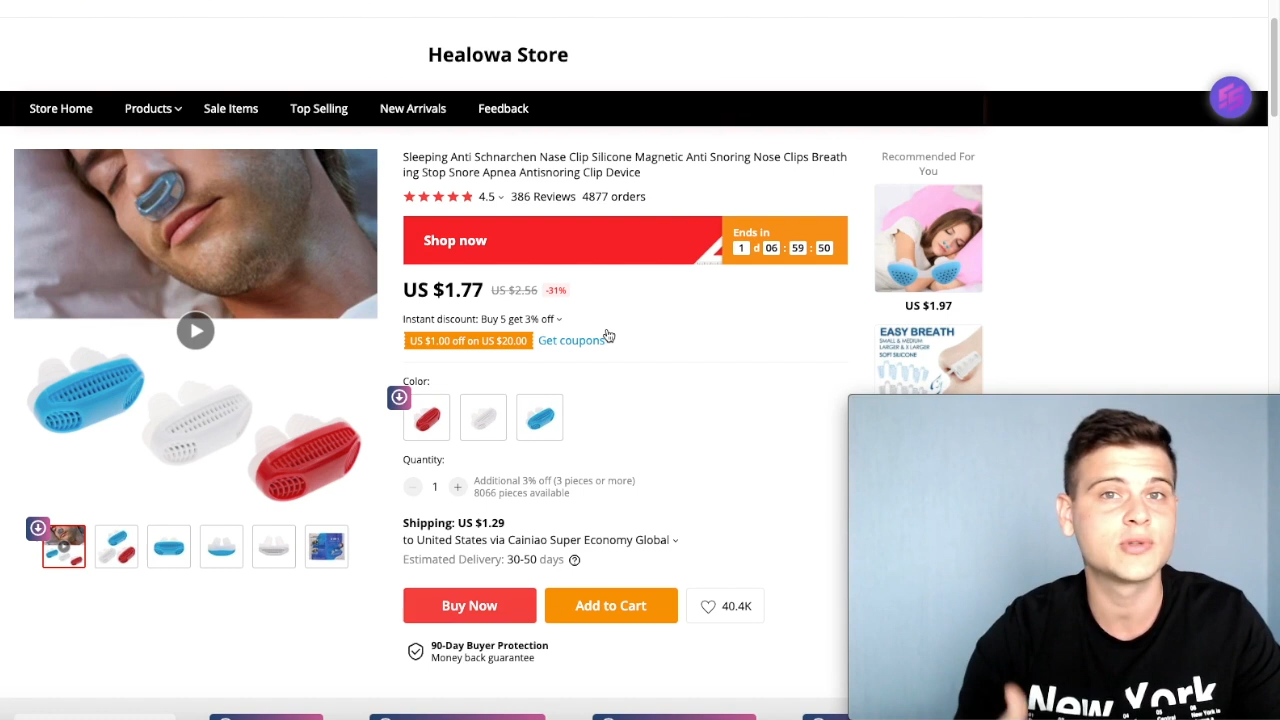 Healowa Store
Store Home
Products
Sale Items
Top Selling
New Arrivals
Feedback
Sleeping Anti Schnarchen Nase Clip Silicone Magnetic Anti Snoring Nose Clips Breath
ing Stop Snore Apnea Antisnoring Clip Device
4.5 386 Reviews 4877 orders
Shop now
Ends in
1 d 06 : 59 : 50
US $1.77 US $2.56 -31%
Instant discount: Buy 5 get 3% off
US $1.00 off on US $20.00 Get coupons
Color:
Quantity:
1
Additional 3% off (3 pieces or more)
8066 pieces available
Shipping: US $1.29
to United States via Cainiao Super Economy Global
Estimated Delivery: 30-50 days
Buy Now
Add to Cart
40.4K
90-Day Buyer Protection
Money back guarantee
Recommended For
You
US $1.97
EASY BREATH
SMALL & MEDIUM
LARGER & X LARGER
SOFT SILICONE
New York